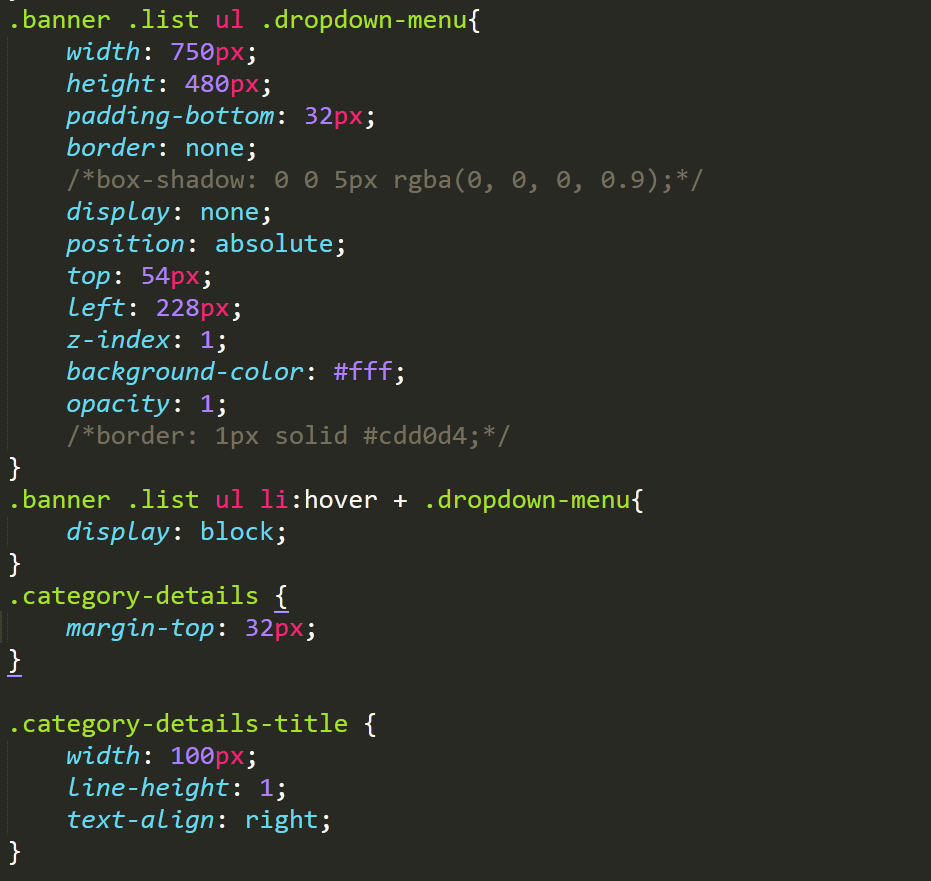 .banner .list ul .dropdown-menu{
    width: 750px;
    height: 480px;
    padding-bottom: 32px;
    border: none;
    /*box-shadow: 0 0 5px rgba(0, 0, 0, 0.9);*/
    display: none;
    position: absolute;
    top: 54px;
    left: 228px;
    z-index: 1;
    background-color: #fff;
    opacity: 1;
    /*border: 1px solid #cdd0d4;*/
}
.banner .list ul li:hover + .dropdown-menu{
    display: block;
}
.category-details {
    margin-top: 32px;
}

.category-details-title {
    width: 100px;
    line-height: 1;
    text-align: right;
}